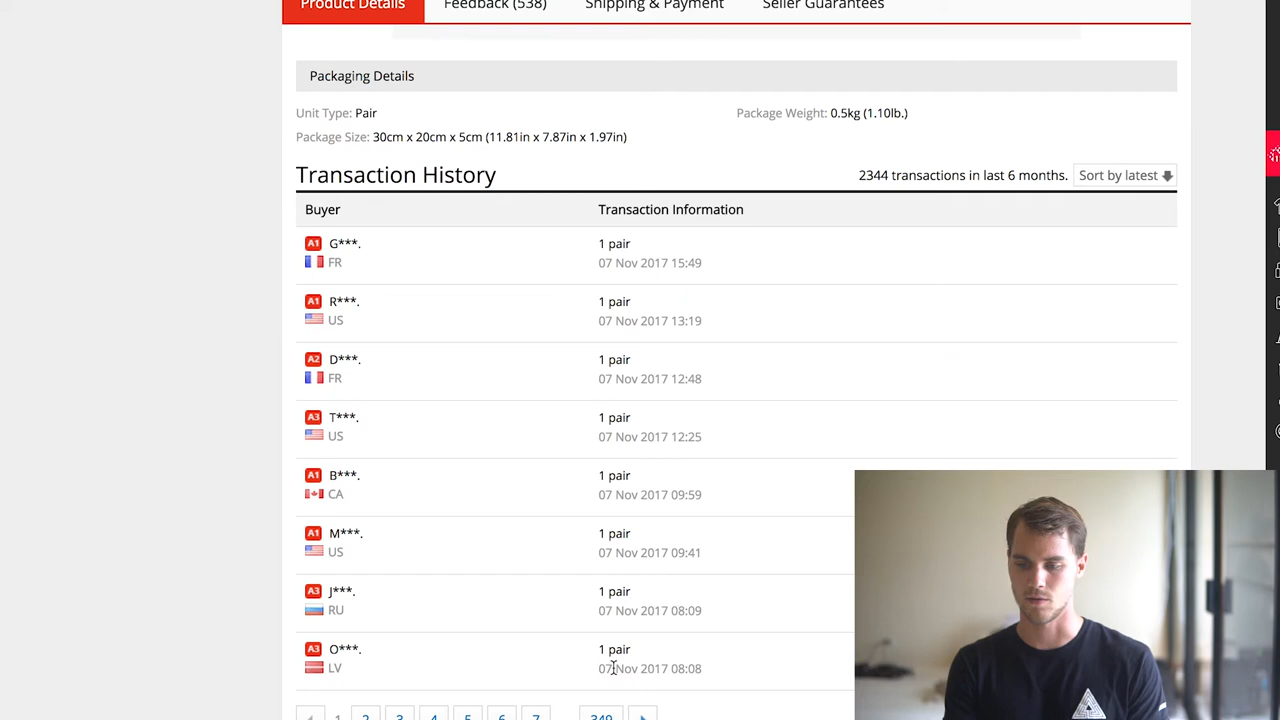 Product Details Feedback (538) Shipping & Payment Seller Guarantees
Packaging Details
Unit Type: Pair Package Weight: 0.5kg (1.10lb.)
Package Size: 30cm x 20cm x 5cm (11.81in x 7.87in x 1.97in)
Transaction History 2344 transactions in last 6 months. Sort by latest
Buyer Transaction Information
A1 G***. 1 pair
FR 07 Nov 2017 15:49
A1 R***. 1 pair
US 07 Nov 2017 13:19
A2 D***. 1 pair
FR 07 Nov 2017 12:48
A3 T***. 1 pair
US 07 Nov 2017 12:25
A1 B***. 1 pair
CA 07 Nov 2017 09:59
A1 M***. 1 pair
US 07 Nov 2017 09:41
A3 J***. 1 pair
RU 07 Nov 2017 08:09
A3 O***. 1 pair
LV 07 Nov 2017 08:08
1 2 3 4 5 6 7 ... 349